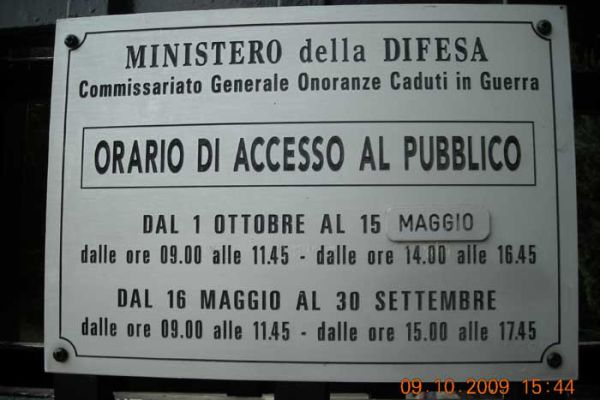 MINISTERO della DIFESA
Commissariato Generale Onoranze Caduti in Guerra
ORARIO DI ACCESSO AL PUBBLICO
DAL 1 OTTOBRE AL 15 MAGGIO
dalle ore 09.00 alle 11.45 - dalle ore 14.00 alle 16.45
DAL 16 MAGGIO AL 30 SETTEMBRE
dalle ore 09.00 alle 11.45 - dalle ore 15.00 alle 17.45
09.10.2009 15:44